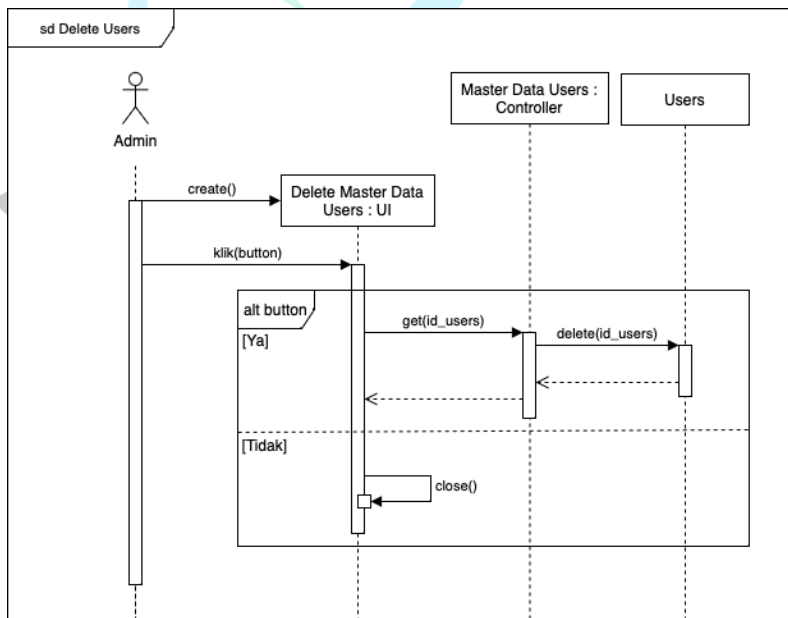 sd Delete Users
Master Data Users :
Controller
Users
Admin
create()
Delete Master Data
Users : UI
klik(button)
alt button
get(id_users)
delete(id_users)
[Ya]
[Tidak]
close()